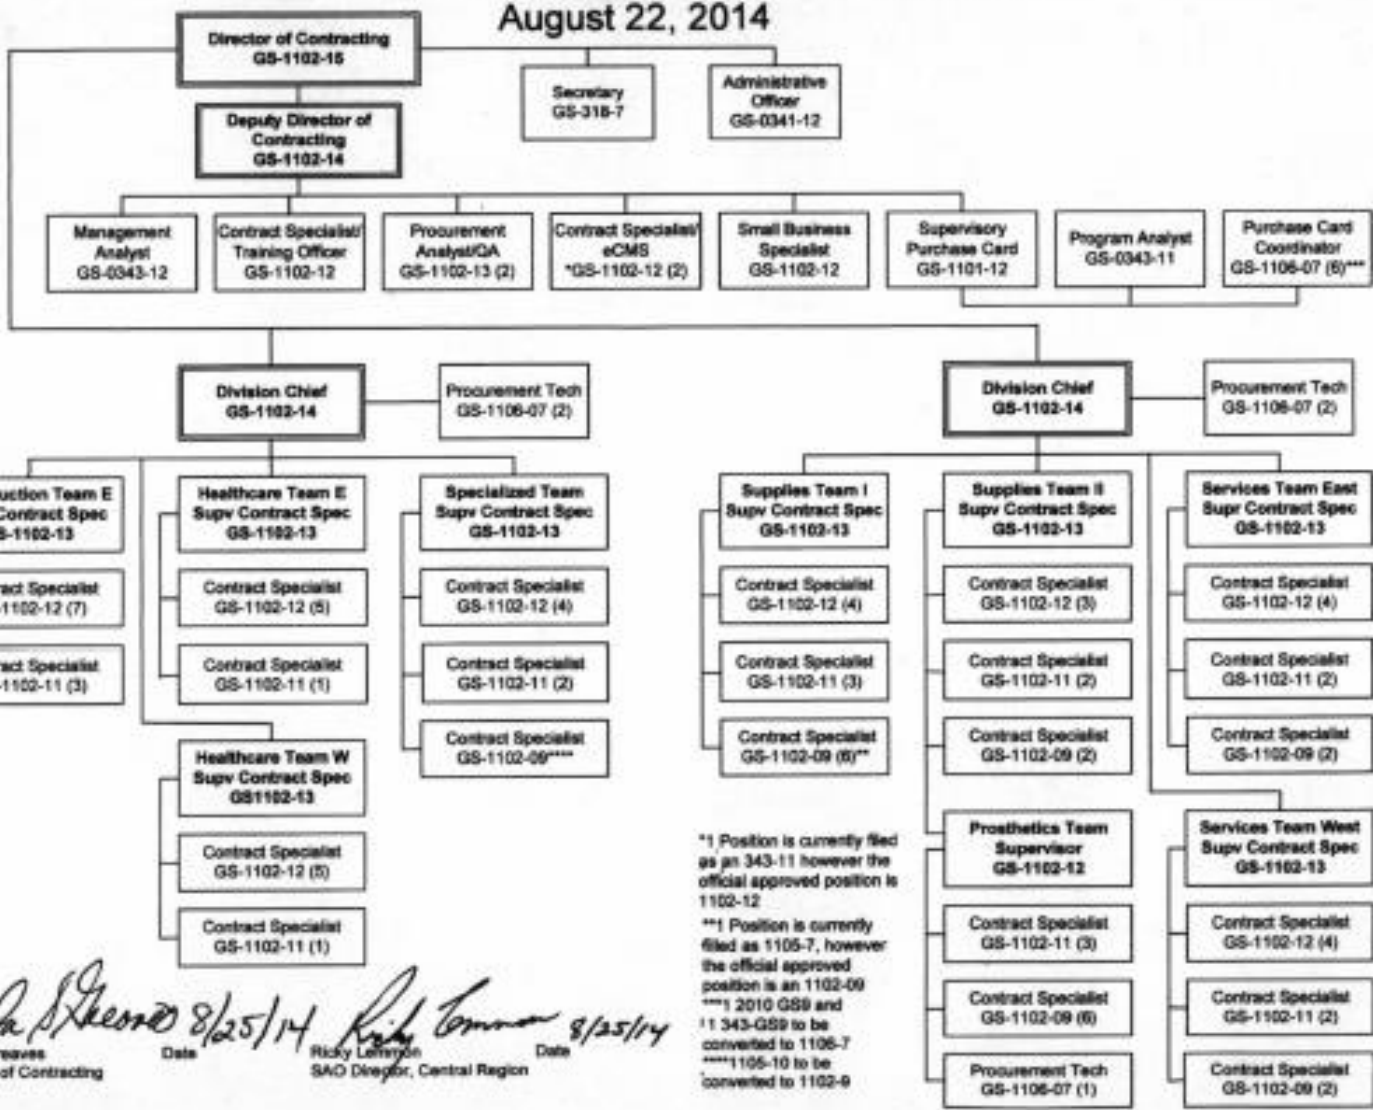 August 22, 2014
Director of Contracting
GS-1102-15
Secretary
GS-318-7
Administrative
Officer
GS-0341-12
Deputy Director of
Contracting
GS-1102-14
Management
Analyst
GS-0343-12
Contract Specialist/
Training Officer
GS-1102-12
Procurement
Analyst/QA
GS-1102-13 (2)
Contract Specialist/
eCMS
*GS-1102-12 (2)
Small Business
Specialist
GS-1102-12
Supervisory
Purchase Card
GS-1101-12
Program Analyst
GS-0343-11
Purchase Card
Coordinator
GS-1106-07 (6)***
Division Chief
GS-1102-14
Procurement Tech
GS-1106-07 (2)
Division Chief
GS-1102-14
Procurement Tech
GS-1106-07 (2)
uction Team E
Contract Spec
S-1102-13
ract Specialist
-1102-12 (7)
ract Specialist
-1102-11 (3)
Healthcare Team E
Supv Contract Spec
GS-1102-13
Contract Specialist
GS-1102-12 (5)
Contract Specialist
GS-1102-11 (1)
Specialized Team
Supv Contract Spec
GS-1102-13
Contract Specialist
GS-1102-12 (4)
Contract Specialist
GS-1102-11 (2)
Contract Specialist
GS-1102-09****
Healthcare Team W
Supv Contract Spec
GS1102-13
Contract Specialist
GS-1102-12 (5)
Contract Specialist
GS-1102-11 (1)
Supplies Team I
Supv Contract Spec
GS-1102-13
Contract Specialist
GS-1102-12 (4)
Contract Specialist
GS-1102-11 (3)
Contract Specialist
GS-1102-09 (6)**
Supplies Team II
Supv Contract Spec
GS-1102-13
Contract Specialist
GS-1102-12 (3)
Contract Specialist
GS-1102-11 (2)
Contract Specialist
GS-1102-09 (2)
Prosthetics Team
Supervisor
GS-1102-12
Contract Specialist
GS-1102-11 (3)
Contract Specialist
GS-1102-09 (6)
Procurement Tech
GS-1106-07 (1)
Services Team East
Supr Contract Spec
GS-1102-13
Contract Specialist
GS-1102-12 (4)
Contract Specialist
GS-1102-11 (2)
Contract Specialist
GS-1102-09 (2)
Services Team West
Supv Contract Spec
GS-1102-13
Contract Specialist
GS-1102-12 (4)
Contract Specialist
GS-1102-11 (2)
Contract Specialist
GS-1102-09 (2)
*1 Position is currently filed
as an 343-11 however the
official approved position is
1102-12
**1 Position is currently
filled as 1105-7, however
the official approved
position is an 1102-09
***1 2010 GS9 and
1 343-GS9 to be
converted to 1106-7
****1105-10 to be
converted to 1102-9
8/25/14
reaves
Date
of Contracting
8/25/14
Ricky Lemmon
Date
SAO Director, Central Region